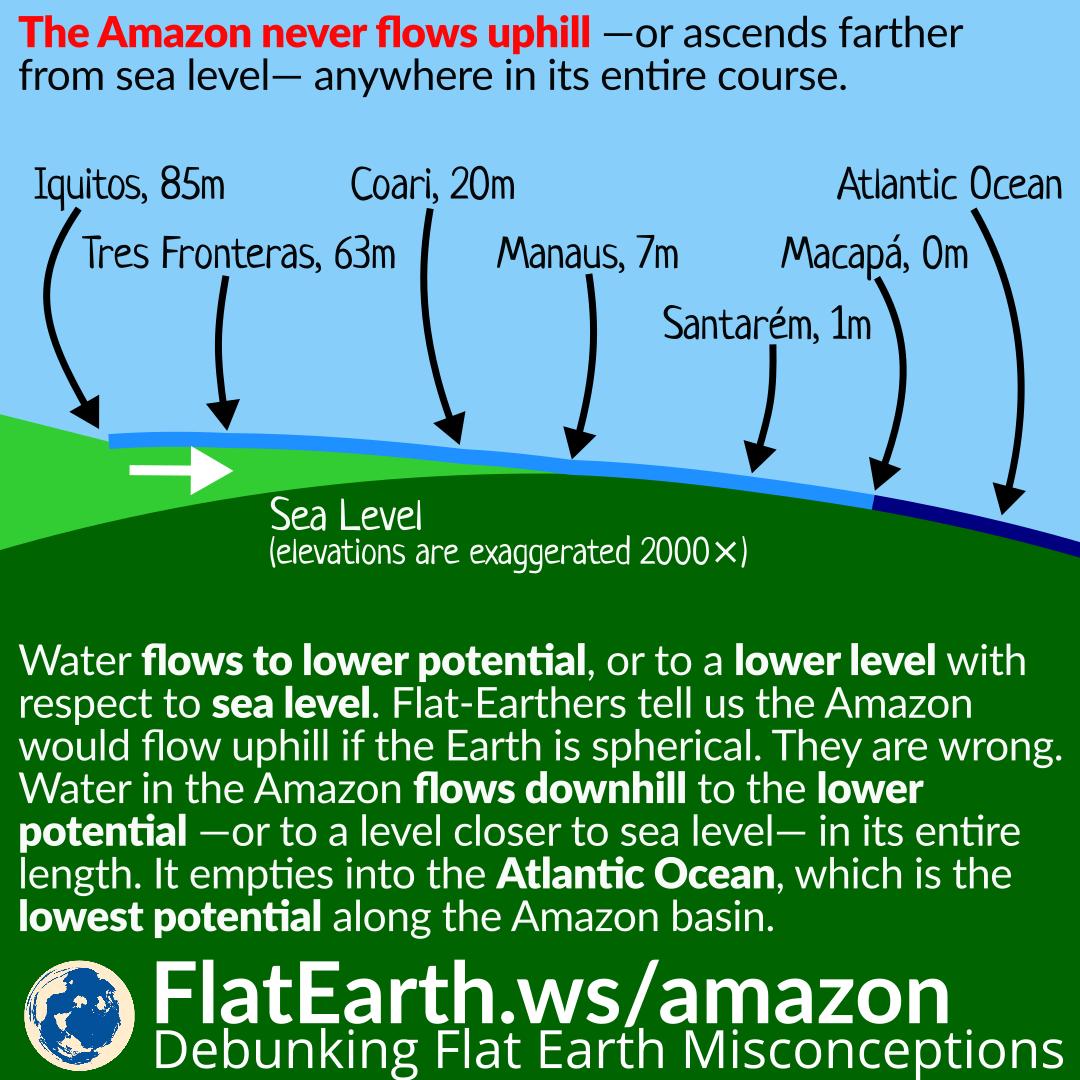 The Amazon never flows uphill —or ascends farther
from sea level— anywhere in its entire course.
Iquitos, 85m
Coari, 20m
Atlantic Ocean
Tres Fronteras, 63m
Manaus, 7m
Macapá, 0m
Santarém, 1m
Sea Level
(elevations are exaggerated 2000×)
Water flows to lower potential, or to a lower level with
respect to sea level. Flat-Earthers tell us the Amazon
would flow uphill if the Earth is spherical. They are wrong.
Water in the Amazon flows downhill to the lower
potential —or to a level closer to sea level— in its entire
length. It empties into the Atlantic Ocean, which is the
lowest potential along the Amazon basin.
FlatEarth.ws/amazon
Debunking Flat Earth Misconceptions